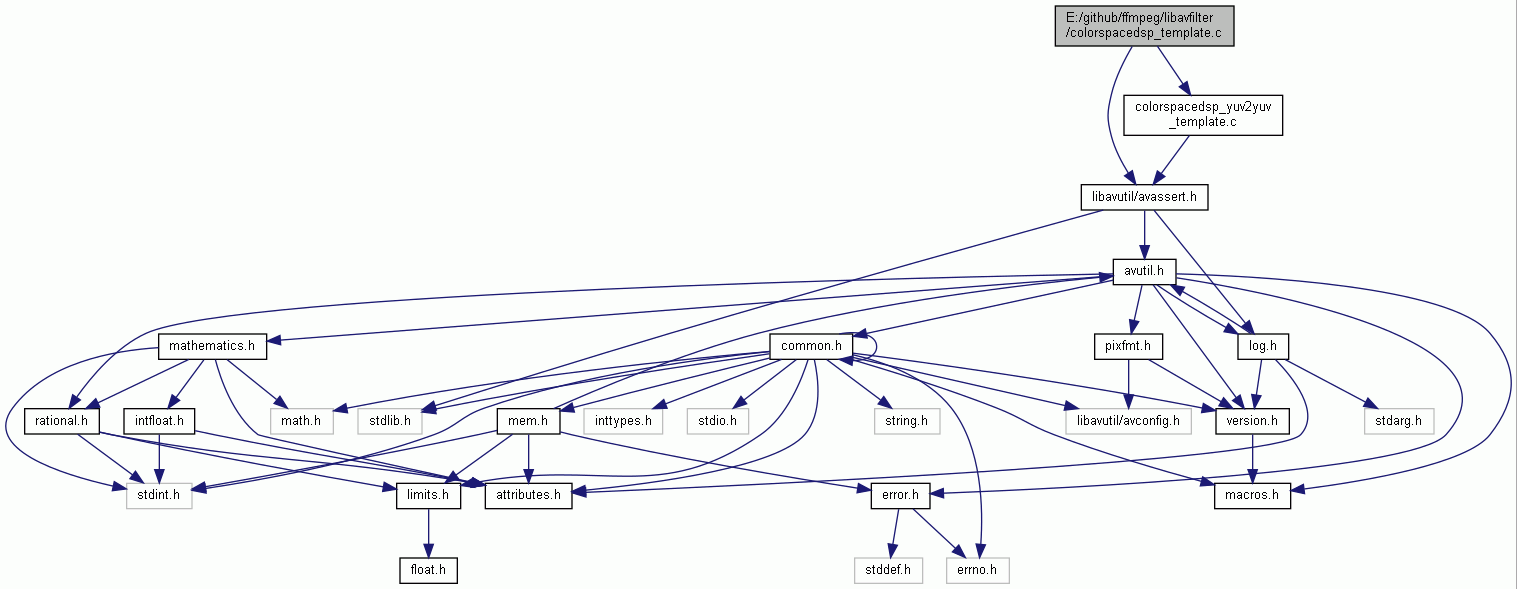 E:/github/ffmpeg/libavfilter
/colorspacedsp_template.c
colorspacedsp_yuv2yuv
_template.c
libavutil/avassert.h
avutil.h
mathematics.h
common.h
pixfmt.h
log.h
rational.h
intfloat.h
math.h
stdlib.h
mem.h
inttypes.h
stdio.h
string.h
libavutil/avconfig.h
version.h
stdarg.h
stdint.h
limits.h
attributes.h
error.h
macros.h
float.h
stddef.h
errno.h